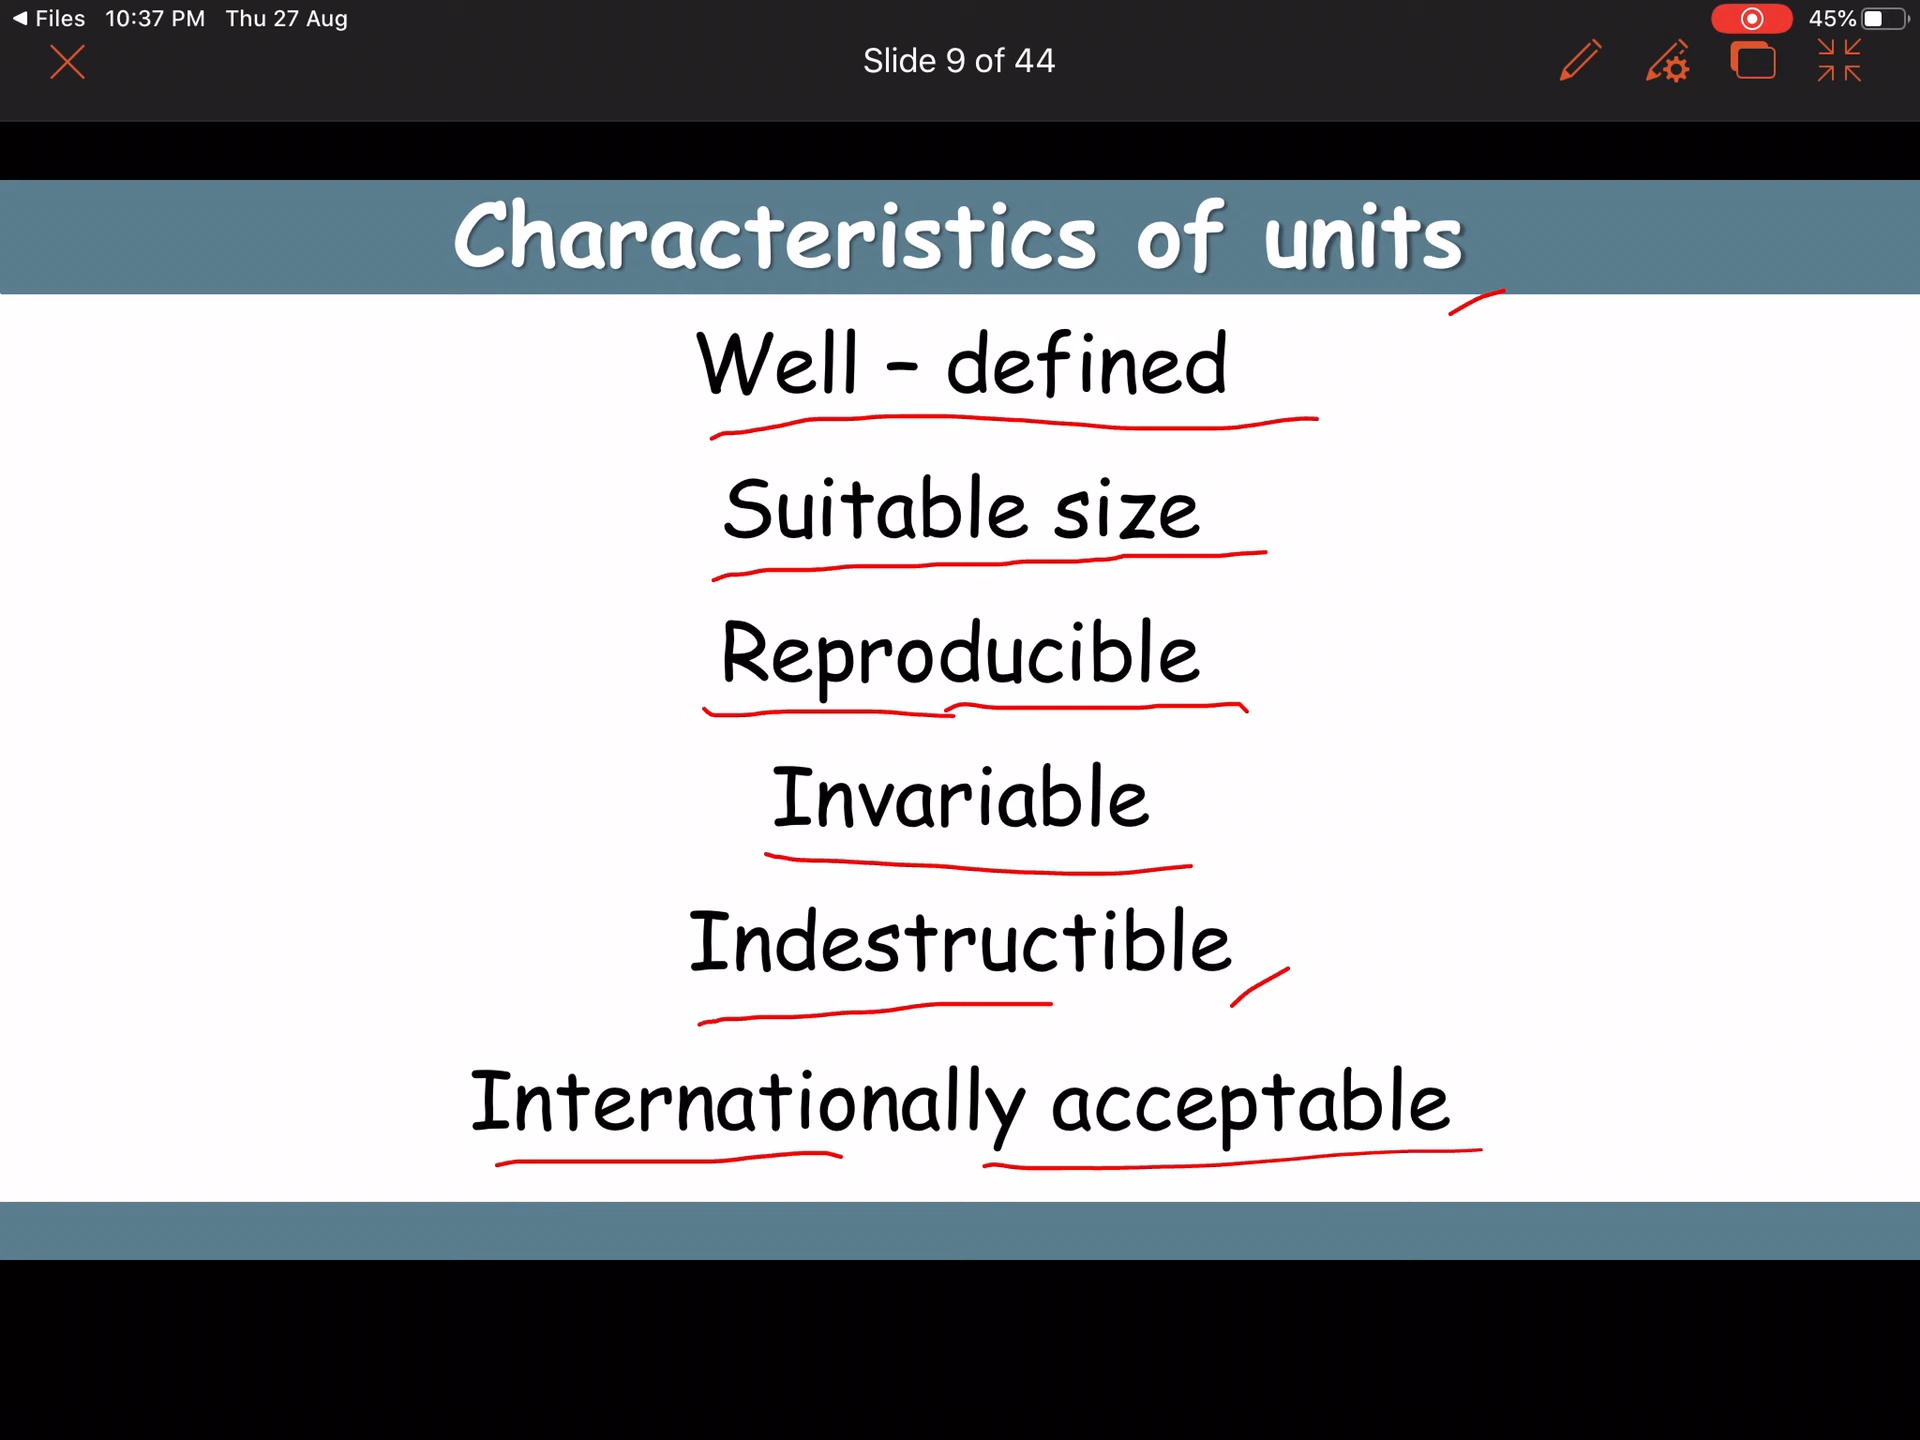 Files 10:37 PM Thu 27 Aug 45%
Slide 9 of 44
Characteristics of units
Well - defined
Suitable size
Reproducible
Invariable
Indestructible
Internationally acceptable